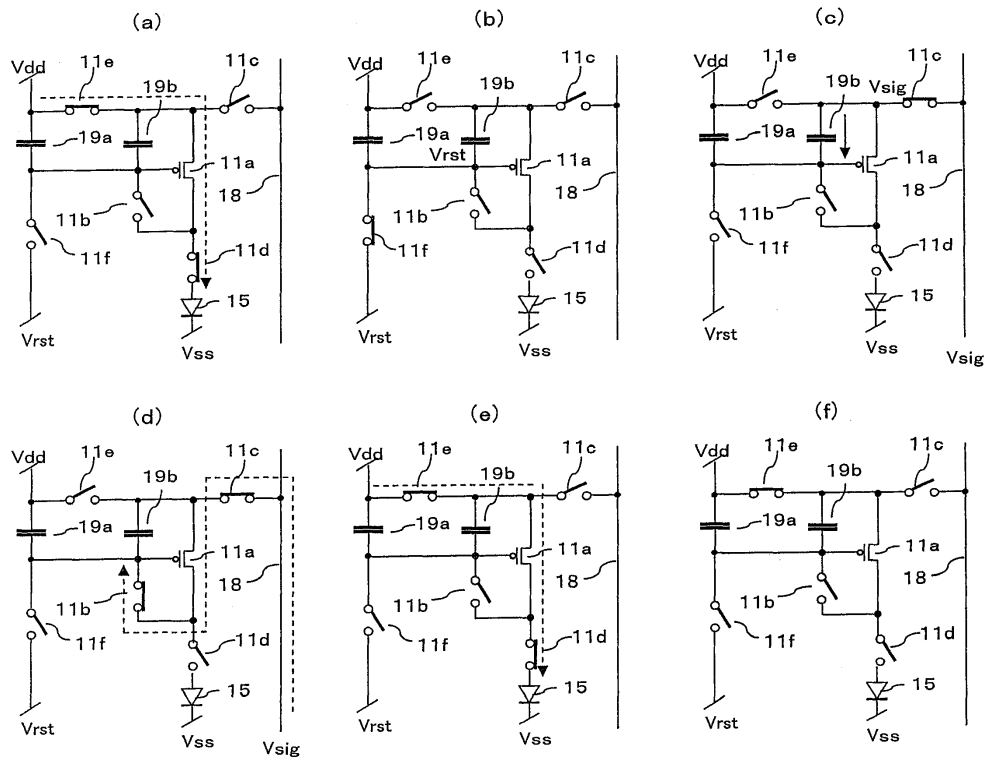 (a)
Vdd
11e
19b
11c
19a
11a
18
11b
11f
11d
15
Vrst
Vss
(b)
Vdd
11e
11c
19b
19a
Vrst
11a
18
11b
11f
11d
15
Vrst
Vss
(c)
Vdd
11e
19b
Vsig
11c
19a
11a
18
11b
11f
11d
15
Vrst
Vss
Vsig
(d)
Vdd
11e
19b
11c
19a
11a
18
11b
11f
11d
15
Vrst
Vss
Vsig
(e)
Vdd
11e
19b
11c
19a
11a
18
11b
11f
11d
15
Vrst
Vss
(f)
Vdd
11e
19b
11c
19a
11a
18
11b
11f
11d
15
Vrst
Vss